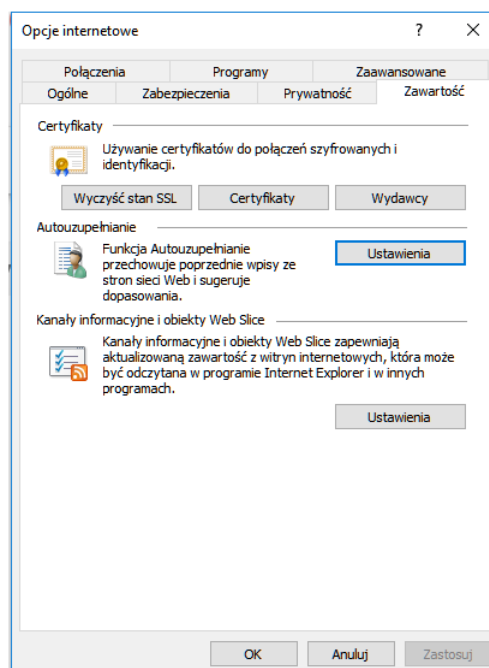 Opcje internetowe
Połączenia Programy Zaawansowane
Ogólne Zabezpieczenia Prywatność Zawartość
Certyfikaty
Używanie certyfikatów do połączeń szyfrowanych i
identyfikacji.
Wyczyść stan SSL Certyfikaty Wydawcy
Autouzupełnianie
Funkcja Autouzupełnianie
przechowuje poprzednie wpisy ze
stron sieci Web i sugeruje
dopasowania.
Ustawienia
Kanały informacyjne i obiekty Web Slice
Kanały informacyjne i obiekty Web Slice zapewniają
aktualizowaną zawartość z witryn internetowych, która może
być odczytana w programie Internet Explorer i w innych
programach.
Ustawienia
OK Anuluj Zastosuj